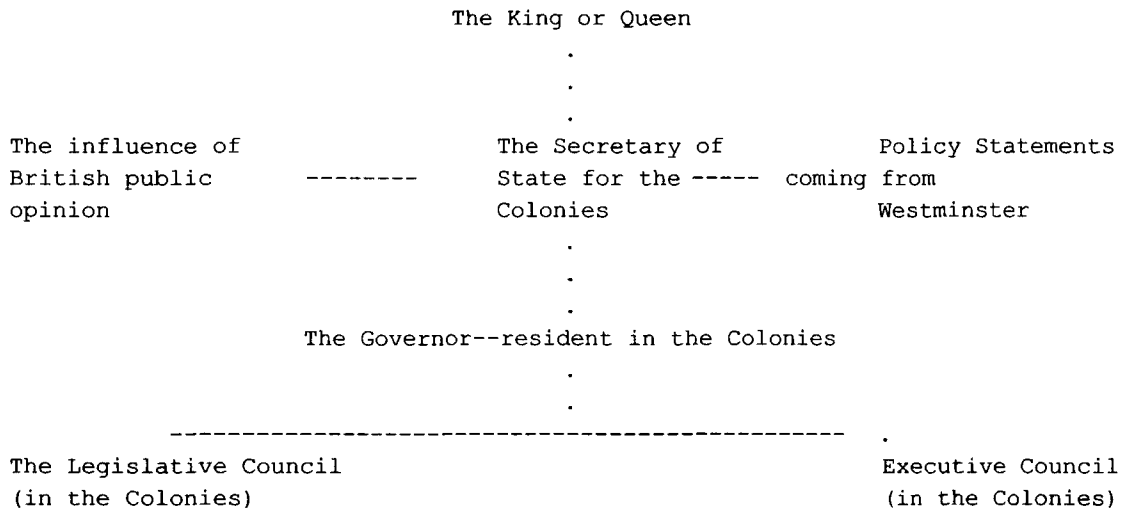 The King or Queen
.
.
.
The influence of The Secretary of Policy Statements
British public -------- State for the ----- coming from
opinion Colonies Westminster
.
.
.
The Governor--resident in the Colonies
.
.
----------------------------------------------- .
The Legislative Council Executive Council
(in the Colonies) (in the Colonies)